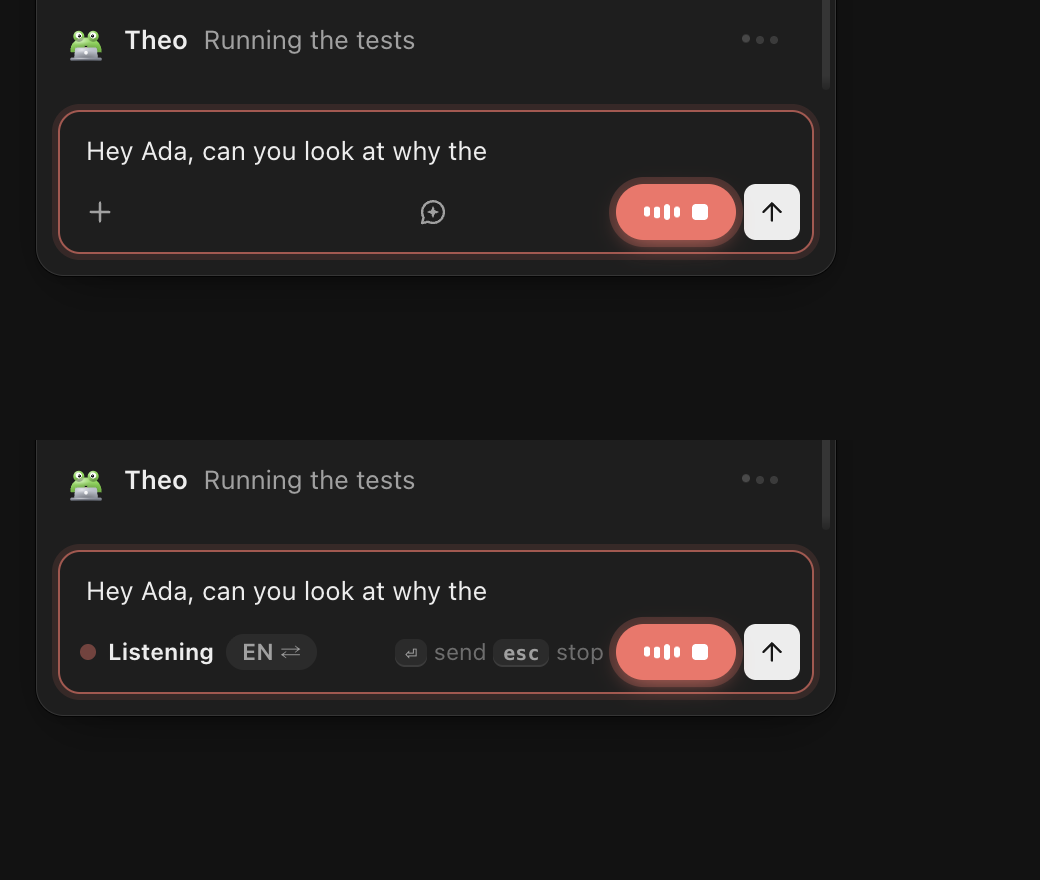 Theo Running the tests
Hey Ada, can you look at why the
Theo Running the tests
Hey Ada, can you look at why the
Listening EN ⇄ ⏎ send esc stop